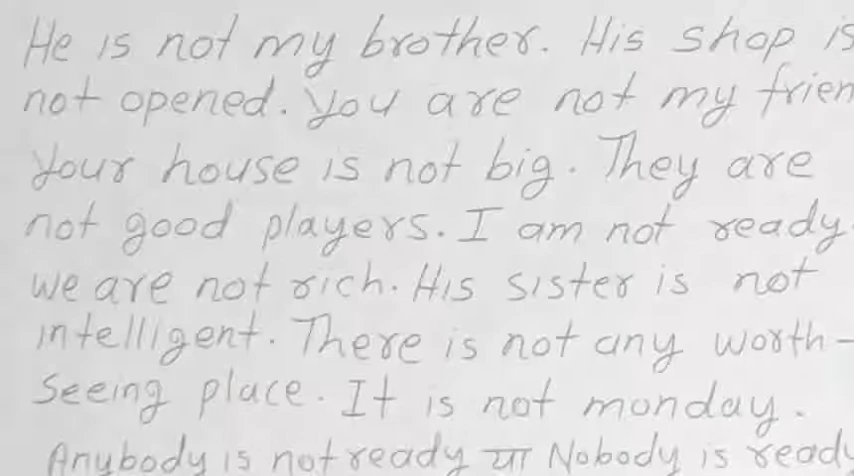 He is not my brother. His shop is
not opened. You are not my frien
Your house is not big. They are
not good players. I am not ready.
we are not rich. His sister is not
intelligent. There is not any worth-
Seeing place. It is not monday.
Anybody is not ready या Nobody is ready